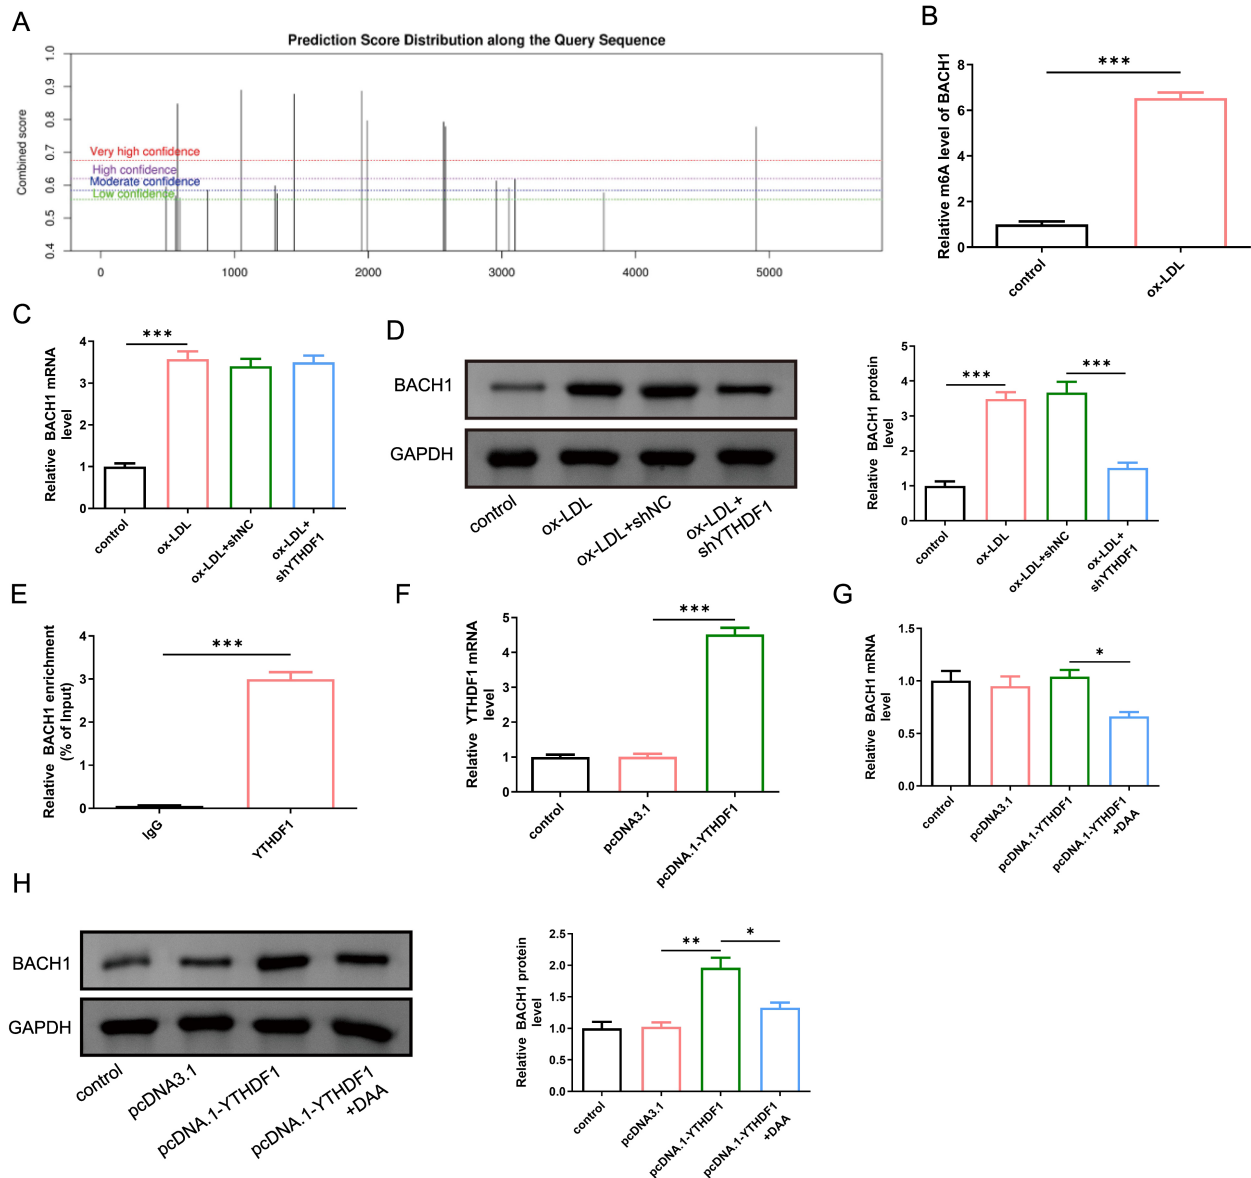 A
Prediction Score Distribution along the Query Sequence
Combined score
1.0
0.9
0.8
0.7
0.6
0.5
0.4
Very high confidence
High confidence
Moderate confidence
Low confidence
0 1000 2000 3000 4000 5000
B
Relative m6A level of BACH1
8
6
4
2
0
***
control
ox-LDL
C
Relative BACH1 mRNA
level
4
3
2
1
0
***
control
ox-LDL
ox-LDL+shNC
ox-LDL+
shYTHDF1
D
BACH1
GAPDH
control
ox-LDL
ox-LDL+shNC
ox-LDL+
shYTHDF1
Relative BACH1 protein
level
5
4
3
2
1
0
***
***
control
ox-LDL
ox-LDL+shNC
ox-LDL+
shYTHDF1
E
Relative BACH1 enrichment
(% of Input)
4
3
2
1
0
***
IgG
YTHDF1
F
Relative YTHDF1 mRNA
level
5
4
3
2
1
0
***
control
pcDNA3.1
pcDNA.1-YTHDF1
G
Relative BACH1 mRNA
level
1.5
1.0
0.5
0.0
*
control
pcDNA3.1
pcDNA.1-YTHDF1
pcDNA.1-YTHDF1
+DAA
H
BACH1
GAPDH
control
pcDNA3.1
pcDNA.1-YTHDF1
pcDNA.1-YTHDF1
+DAA
Relative BACH1 protein
level
2.5
2.0
1.5
1.0
0.5
0.0
**
*
control
pcDNA3.1
pcDNA.1-YTHDF1
pcDNA.1-YTHDF1
+DAA